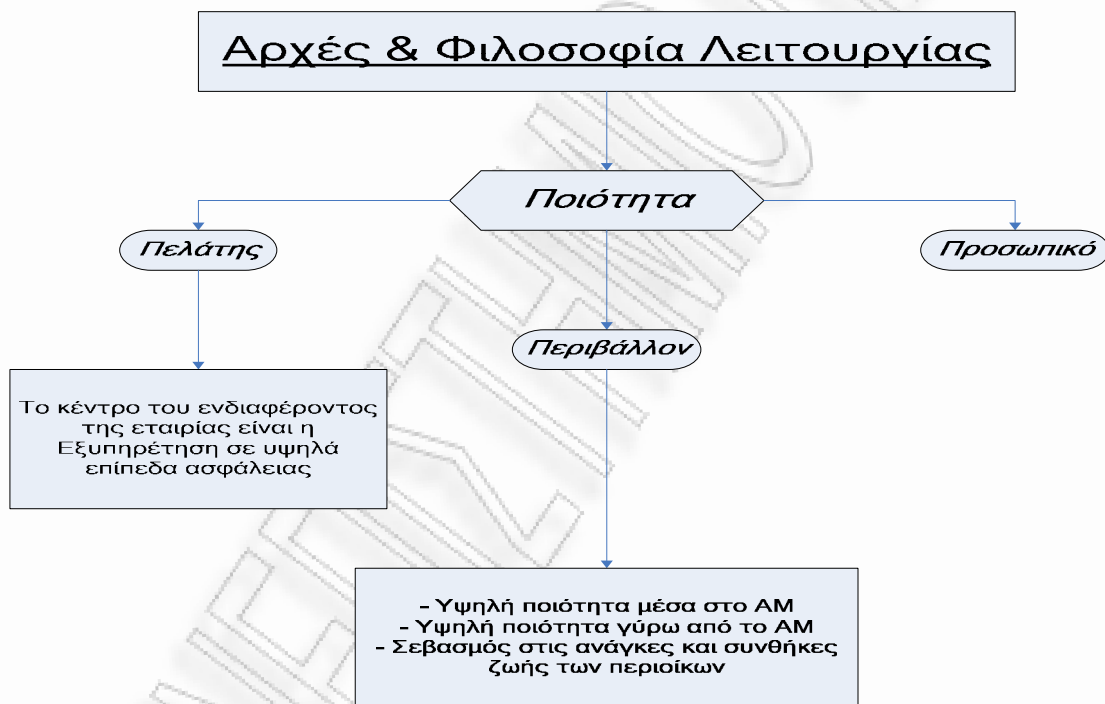 Αρχές & Φιλοσοφία Λειτουργίας
Ποιότητα
Πελάτης
Προσωπικό
Περιβάλλον
Το κέντρο του ενδιαφέροντος
της εταιρίας είναι η
Εξυπηρέτηση σε υψηλά
επίπεδα ασφάλειας
- Υψηλή ποιότητα μέσα στο ΑΜ
- Υψηλή ποιότητα γύρω από το ΑΜ
- Σεβασμός στις ανάγκες και συνθήκες
ζωής των περιοίκων